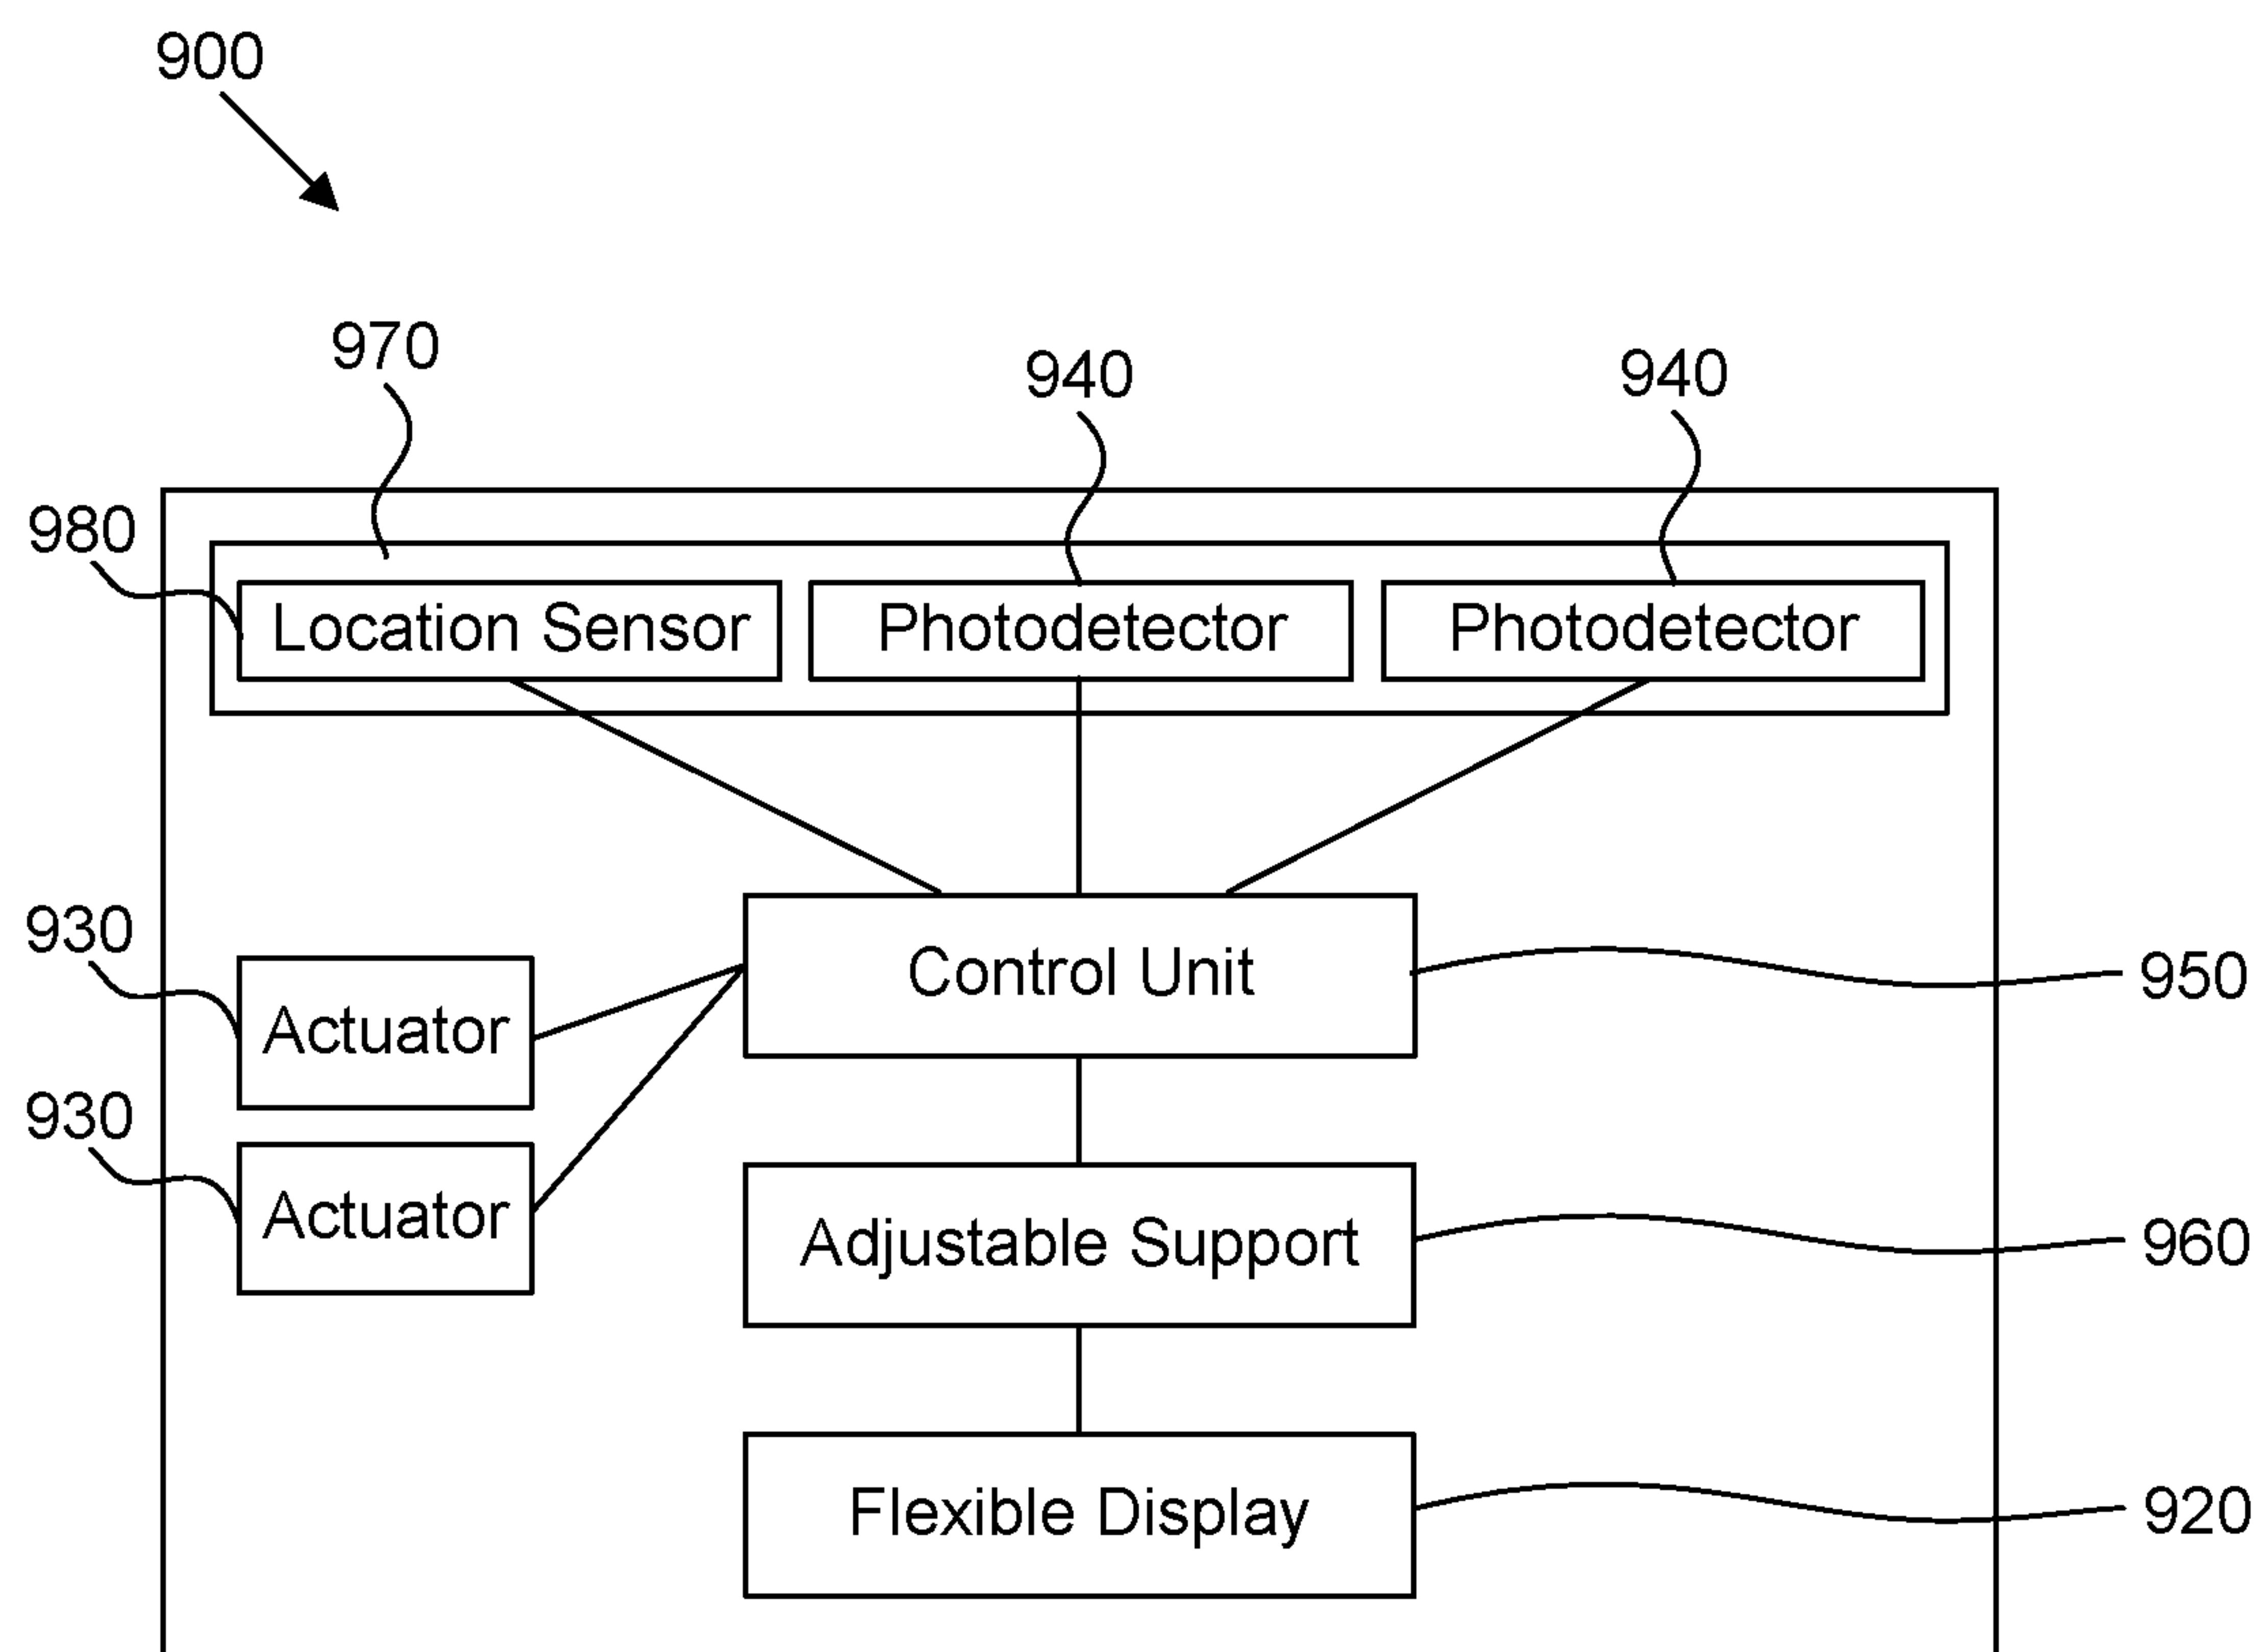 900
970
940
940
980
Location Sensor
Photodetector
Photodetector
930
Control Unit
950
Actuator
930
Actuator
Adjustable Support
960
Flexible Display
920